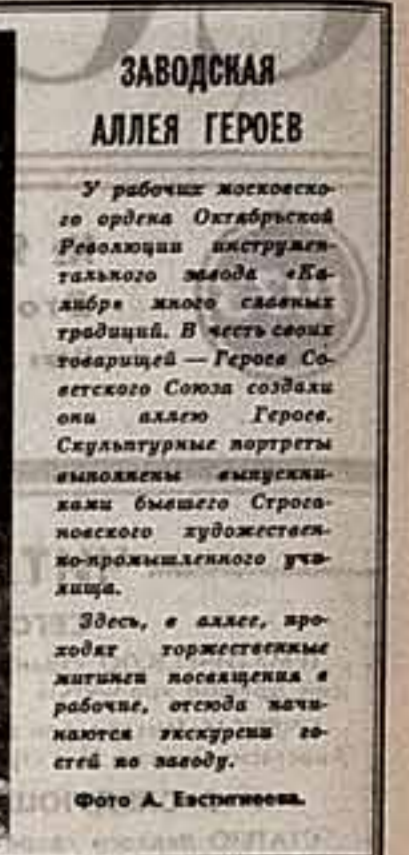 ЗАВОДСКАЯ
АЛЛЕЯ ГЕРОЕВ
У рабочих московско-
го ордена Октябрьской
Революции инструмен-
тального завода «Ка-
либр» много славных
традиций. В честь своих
товарищей — Героев Со-
ветского Союза создали
они аллею Героев.
Скульптурные портреты
выполнены выпускни-
ками бывшего Строга-
новского художествен-
но-промышленного учи-
лища.
Здесь, в аллее, про-
ходят торжественные
митинги посвящения в
рабочие, отсюда начи-
наются экскурсии го-
стей по заводу.
Фото А. Евстигнеева.